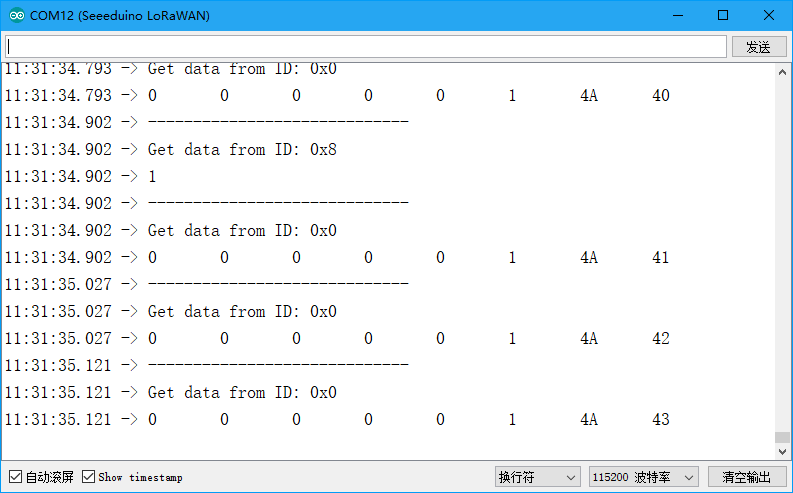 COM12 (Seeeduino LoRaWAN)
发送
11:31:34.793 -> Get data from ID: 0x0
11:31:34.793 -> 0 0 0 0 0 1 4A 40
11:31:34.902 -> -----------------------------
11:31:34.902 -> Get data from ID: 0x8
11:31:34.902 -> 1
11:31:34.902 -> -----------------------------
11:31:34.902 -> Get data from ID: 0x0
11:31:34.902 -> 0 0 0 0 0 1 4A 41
11:31:35.027 -> -----------------------------
11:31:35.027 -> Get data from ID: 0x0
11:31:35.027 -> 0 0 0 0 0 1 4A 42
11:31:35.121 -> -----------------------------
11:31:35.121 -> Get data from ID: 0x0
11:31:35.121 -> 0 0 0 0 0 1 4A 43
自动滚屏 Show timestamp 换行符 115200 波特率 清空输出